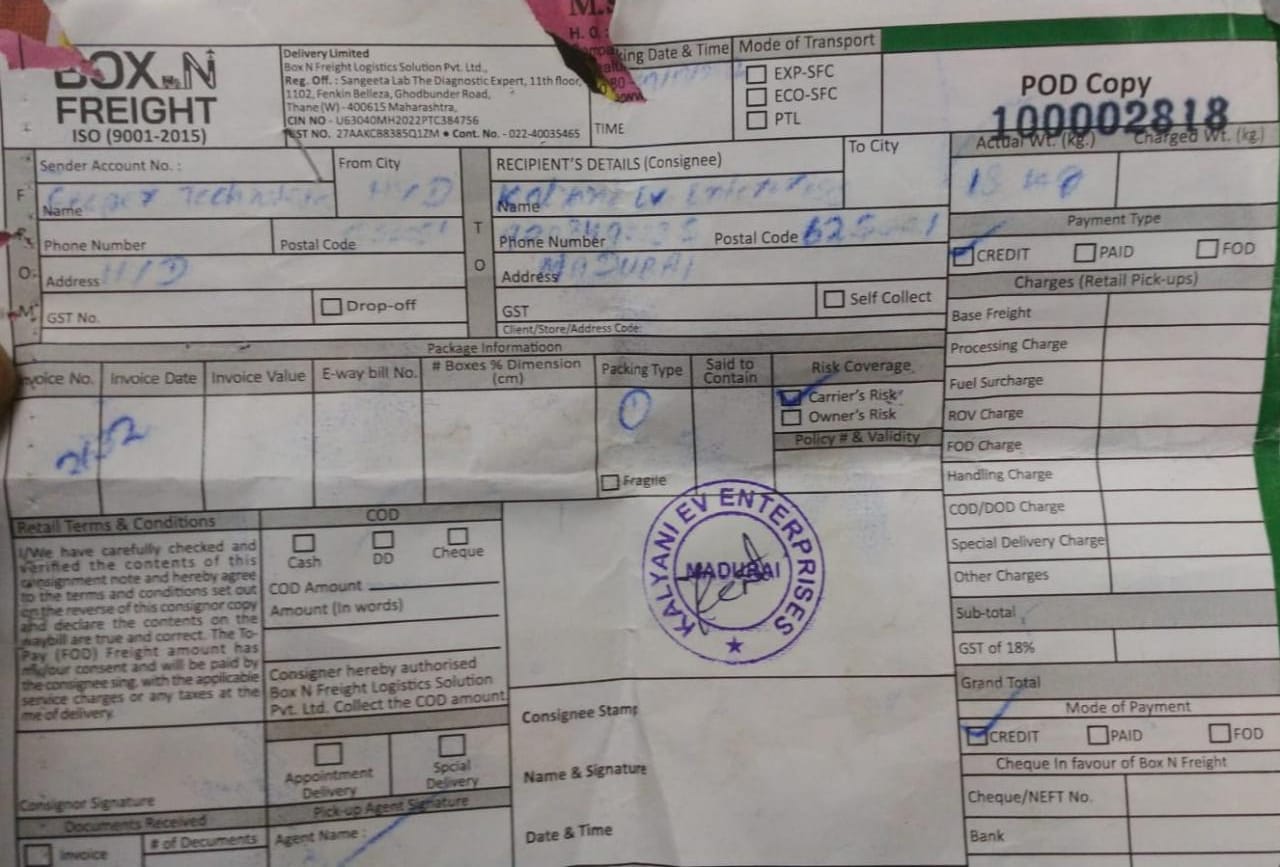 M.S
H. O. :
BOX N FREIGHT
ISO (9001-2015)
Delivery Limited
Box N Freight Logistics Solution Pvt. Ltd.,
Reg. Off. : Sangeeta Lab The Diagnostic Expert, 11th floor,
1102, Fenkin Belleza, Ghodbunder Road,
Thane (W) - 400615 Maharashtra,
CIN NO - U63040MH2022PTC384756
GST NO. 27AAKCB8385Q1ZM • Cont. No. - 022-40035465
king Date & Time
TIME
Mode of Transport
EXP-SFC
ECO-SFC
PTL
POD Copy
100002818
Actual Wt. (kg.) Charged Wt. (kg.)
FROM
Sender Account No. :
From City
H/D
Name
Phone Number
Postal Code
Address H/D
GST No.
Drop-off
TO
RECIPIENT'S DETAILS (Consignee)
To City
Name Kalyani Ev Enterprises
Phone Number
Postal Code 625001
Address MADURAI
GST
Self Collect
Client/Store/Address Code:
Payment Type
CREDIT PAID FOD
Charges (Retail Pick-ups)
Base Freight
Processing Charge
Fuel Surcharge
ROV Charge
FOD Charge
Handling Charge
COD/DOD Charge
Special Delivery Charge
Other Charges
Sub-total
GST of 18%
Grand Total
Mode of Payment
CREDIT PAID FOD
Cheque In favour of Box N Freight
Cheque/NEFT No.
Bank
Package Informatioon
voice No. Invoice Date Invoice Value E-way bill No. # Boxes % Dimension (cm) Packing Type Said to Contain Risk Coverage
Carrier's Risk
Owner's Risk
Policy # & Validity
Fragile
Retail Terms & Conditions
I/We have carefully checked and
verified the contents of this
consignment note and hereby agree
to the terms and conditions set out
on the reverse of this consignor copy
and declare the contents on the
waybill are true and correct. The To-
Pay (FOD) Freight amount has
my/our consent and will be paid by
the consignee sing, with the applicable
service charges or any taxes at the
me of delivery.
Consignor Signature
Documents Received
Invoice
# of Documents
COD
Cash DD Cheque
COD Amount
Amount (In words)
Consigner hereby authorised
Box N Freight Logistics Solution
Pvt. Ltd. Collect the COD amount
Appointment Delivery
Spcial Delivery
Pick-up Agent Signature
Agent Name :
KALYANI EV ENTERPRISES
MADURAI
Consignee Stamp
Name & Signature
Date & Time